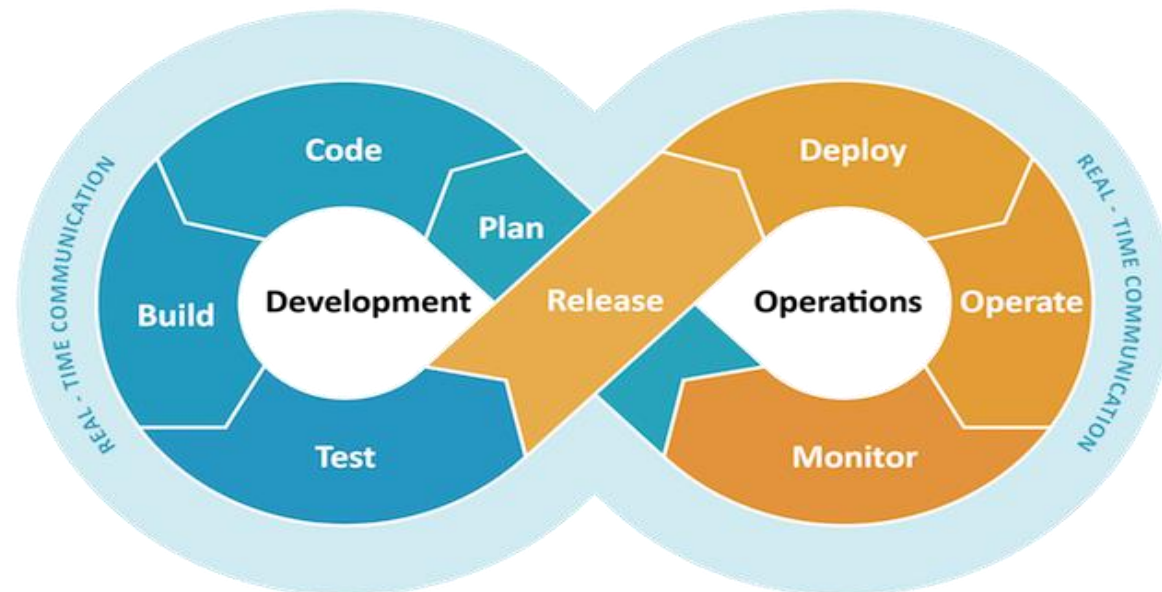 Code
Deploy
Plan
Development
Release
Operations
Build
Operate
Test
Monitor
REAL - TIME COMMUNICATION
REAL - TIME COMMUNICATION